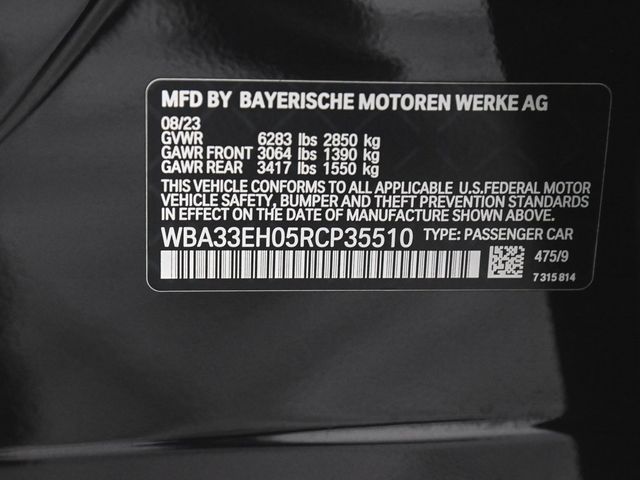 MFD BY BAYERISCHE MOTOREN WERKE AG
08/23
GVWR 6283 lbs 2850 kg
GAWR FRONT 3064 lbs 1390 kg
GAWR REAR 3417 lbs 1550 kg
THIS VEHICLE CONFORMS TO ALL APPLICABLE U.S.FEDERAL MOTOR
VEHICLE SAFETY, BUMPER AND THEFT PREVENTION STANDARDS
IN EFFECT ON THE DATE OF MANUFACTURE SHOWN ABOVE.
WBA33EH05RCP35510 TYPE: PASSENGER CAR
475/9
7 315 814